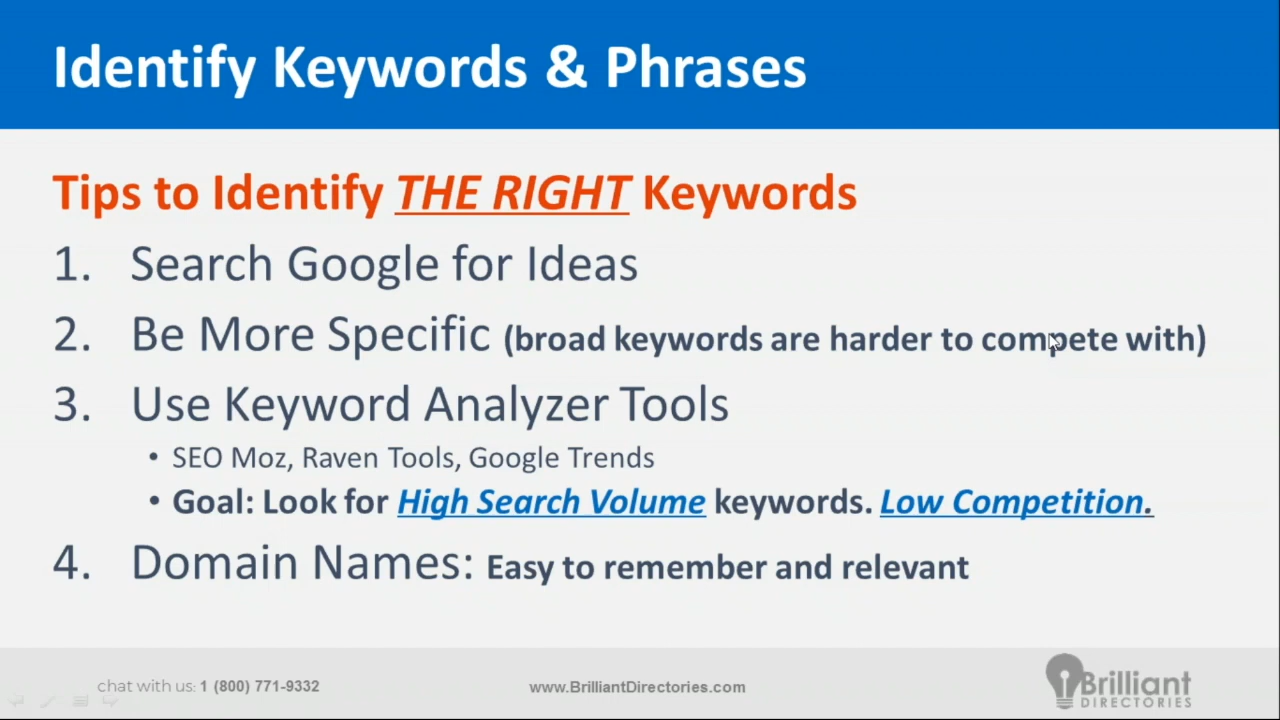 Identify Keywords & Phrases
Tips to Identify THE RIGHT Keywords
1. Search Google for Ideas
2. Be More Specific (broad keywords are harder to compete with)
3. Use Keyword Analyzer Tools
• SEO Moz, Raven Tools, Google Trends
• Goal: Look for High Search Volume keywords. Low Competition.
4. Domain Names: Easy to remember and relevant
chat with us: 1 (800) 771-9332
www.BrilliantDirectories.com
Brilliant
DIRECTORIES